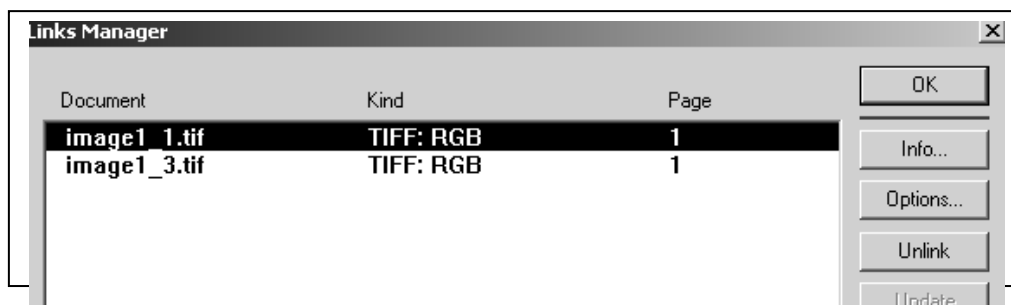 Links Manager
Document Kind Page
image1_1.tif TIFF: RGB 1
image1_3.tif TIFF: RGB 1
OK
Info...
Options...
Unlink
Update